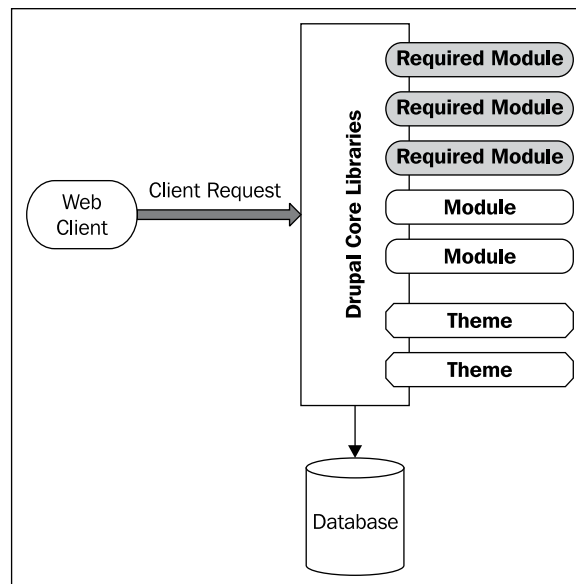 Web
Client
Client Request
Drupal Core Libraries
Required Module
Required Module
Required Module
Module
Module
Theme
Theme
Database